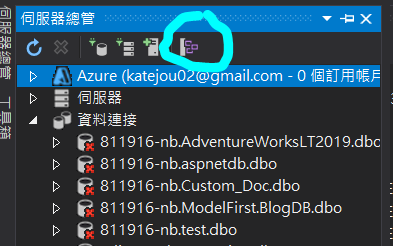 伺服器總管
Azure (katejou02@gmail.com - 0 個訂用帳戶
伺服器
資料連接
811916-nb.AdventureWorksLT2019.dbo
811916-nb.aspnetdb.dbo
811916-nb.Custom_Doc.dbo
811916-nb.ModelFirst.BlogDB.dbo
811916-nb.test.dbo
伺服器總管
工具箱